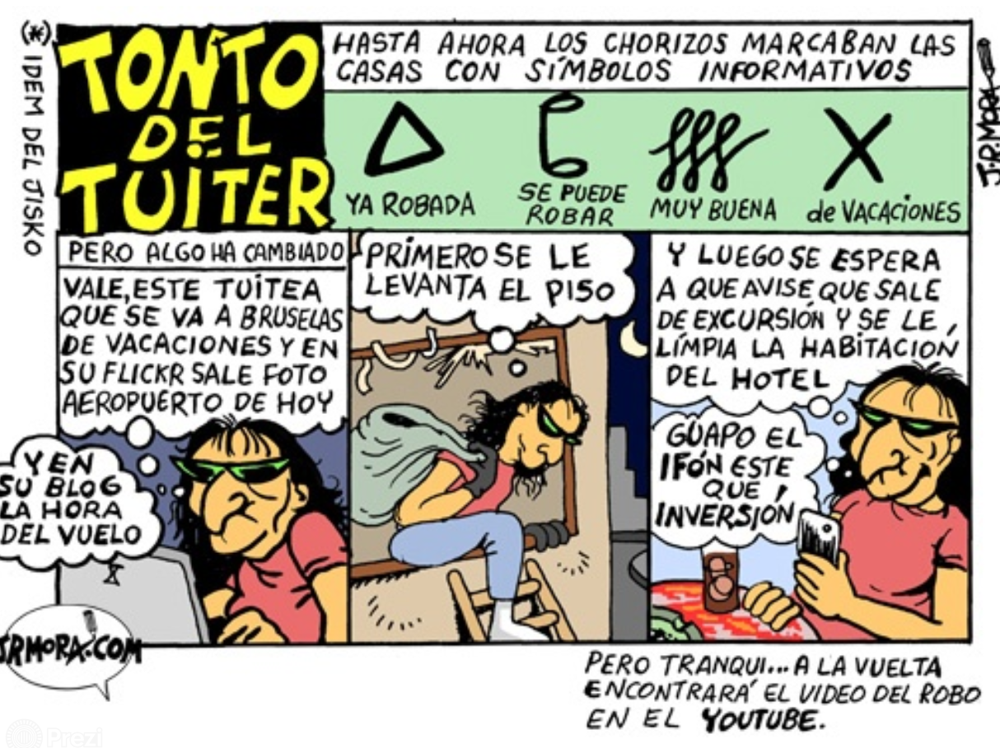 (*) IDEM DEL JISKO
TONTO
DEL
TUÏTER
HASTA AHORA LOS CHORIZOS MARCABAN LAS
CASAS CON SÍMBOLOS INFORMATIVOS
J.R.MORA
YA ROBADA
SE PUEDE
ROBAR
MUY BUENA
de VACACIONES
PERO ALGO HA CAMBIADO
VALE, ESTE TUITEA
QUE SE VA A BRUSELAS
DE VACACIONES Y EN
SU FLICKR SALE FOTO
AEROPUERTO DE HOY
Y EN
SU BLOG
LA HORA
DEL VUELO
PRIMERO SE LE
LEVANTA EL PISO
Y LUEGO SE ESPERA
A QUE AVISE QUE SALE
DE EXCURSIÓN Y SE LE
LÍMPIA LA HABITACION
DEL HOTEL
GUAPO EL
IFÓN ESTE
QUE
INVERSIÓN
JRMORA.COM
PERO TRANQUI... A LA VUELTA
ENCONTRARÁ EL VIDEO DEL ROBO
EN EL YOUTUBE.
Prezi